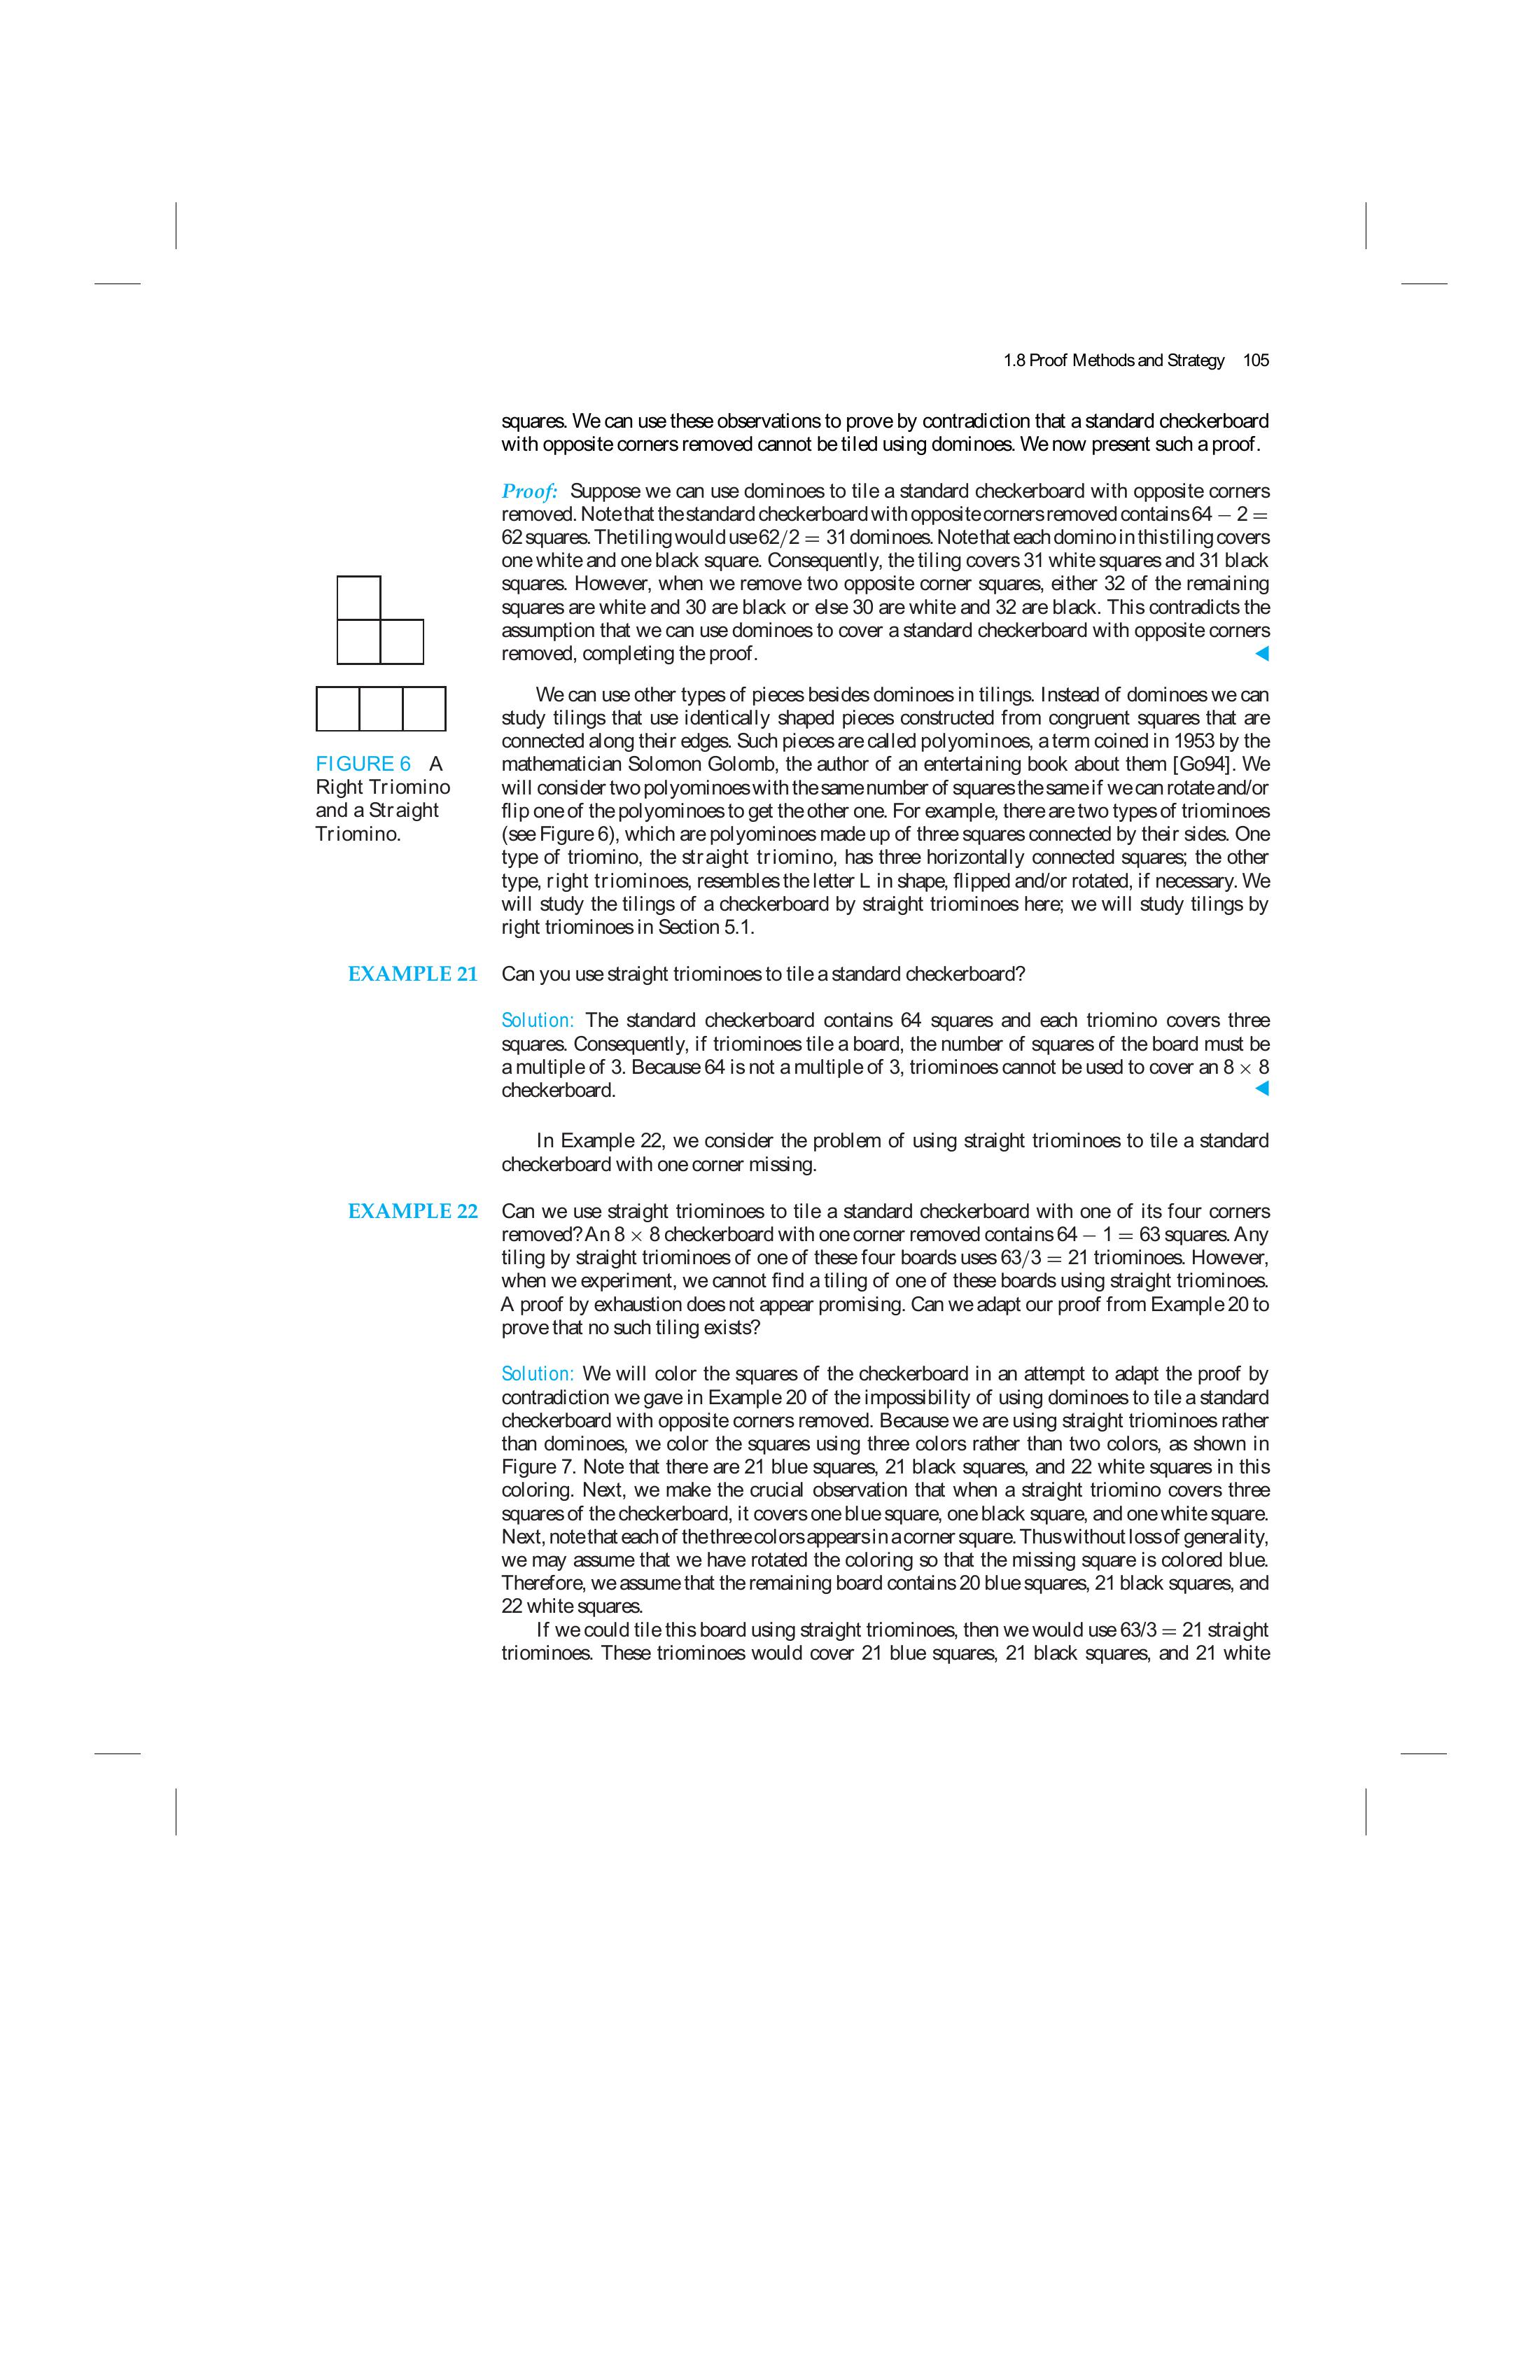 1.8 Proof Methods and Strategy 105
squares. We can use these observations to prove by contradiction that a standard checkerboard
with opposite corners removed cannot be tiled using dominoes. We now present such a proof.
Proof: Suppose we can use dominoes to tile a standard checkerboard with opposite corners
removed. Note that the standard checkerboard with opposite corners removed contains 64 − 2 =
62 squares. The tiling would use 62/2 = 31 dominoes. Note that each domino in this tiling covers
one white and one black square. Consequently, the tiling covers 31 white squares and 31 black
squares. However, when we remove two opposite corner squares, either 32 of the remaining
squares are white and 30 are black or else 30 are white and 32 are black. This contradicts the
assumption that we can use dominoes to cover a standard checkerboard with opposite corners
removed, completing the proof.
FIGURE 6 A
Right Triomino
and a Straight
Triomino.
We can use other types of pieces besides dominoes in tilings. Instead of dominoes we can
study tilings that use identically shaped pieces constructed from congruent squares that are
connected along their edges. Such pieces are called polyominoes, a term coined in 1953 by the
mathematician Solomon Golomb, the author of an entertaining book about them [Go94]. We
will consider two polyominoes with the same number of squares the same if we can rotate and/or
flip one of the polyominoes to get the other one. For example, there are two types of triominoes
(see Figure 6), which are polyominoes made up of three squares connected by their sides. One
type of triomino, the straight triomino, has three horizontally connected squares; the other
type, right triominoes, resembles the letter L in shape, flipped and/or rotated, if necessary. We
will study the tilings of a checkerboard by straight triominoes here; we will study tilings by
right triominoes in Section 5.1.
EXAMPLE 21 Can you use straight triominoes to tile a standard checkerboard?
Solution: The standard checkerboard contains 64 squares and each triomino covers three
squares. Consequently, if triominoes tile a board, the number of squares of the board must be
a multiple of 3. Because 64 is not a multiple of 3, triominoes cannot be used to cover an 8 × 8
checkerboard.
In Example 22, we consider the problem of using straight triominoes to tile a standard
checkerboard with one corner missing.
EXAMPLE 22 Can we use straight triominoes to tile a standard checkerboard with one of its four corners
removed? An 8 × 8 checkerboard with one corner removed contains 64 − 1 = 63 squares. Any
tiling by straight triominoes of one of these four boards uses 63/3 = 21 triominoes. However,
when we experiment, we cannot find a tiling of one of these boards using straight triominoes.
A proof by exhaustion does not appear promising. Can we adapt our proof from Example 20 to
prove that no such tiling exists?
Solution: We will color the squares of the checkerboard in an attempt to adapt the proof by
contradiction we gave in Example 20 of the impossibility of using dominoes to tile a standard
checkerboard with opposite corners removed. Because we are using straight triominoes rather
than dominoes, we color the squares using three colors rather than two colors, as shown in
Figure 7. Note that there are 21 blue squares, 21 black squares, and 22 white squares in this
coloring. Next, we make the crucial observation that when a straight triomino covers three
squares of the checkerboard, it covers one blue square, one black square, and one white square.
Next, note that each of the three colors appears in a corner square. Thus without loss of generality,
we may assume that we have rotated the coloring so that the missing square is colored blue.
Therefore, we assume that the remaining board contains 20 blue squares, 21 black squares, and
22 white squares.
If we could tile this board using straight triominoes, then we would use 63/3 = 21 straight
triominoes. These triominoes would cover 21 blue squares, 21 black squares, and 21 white